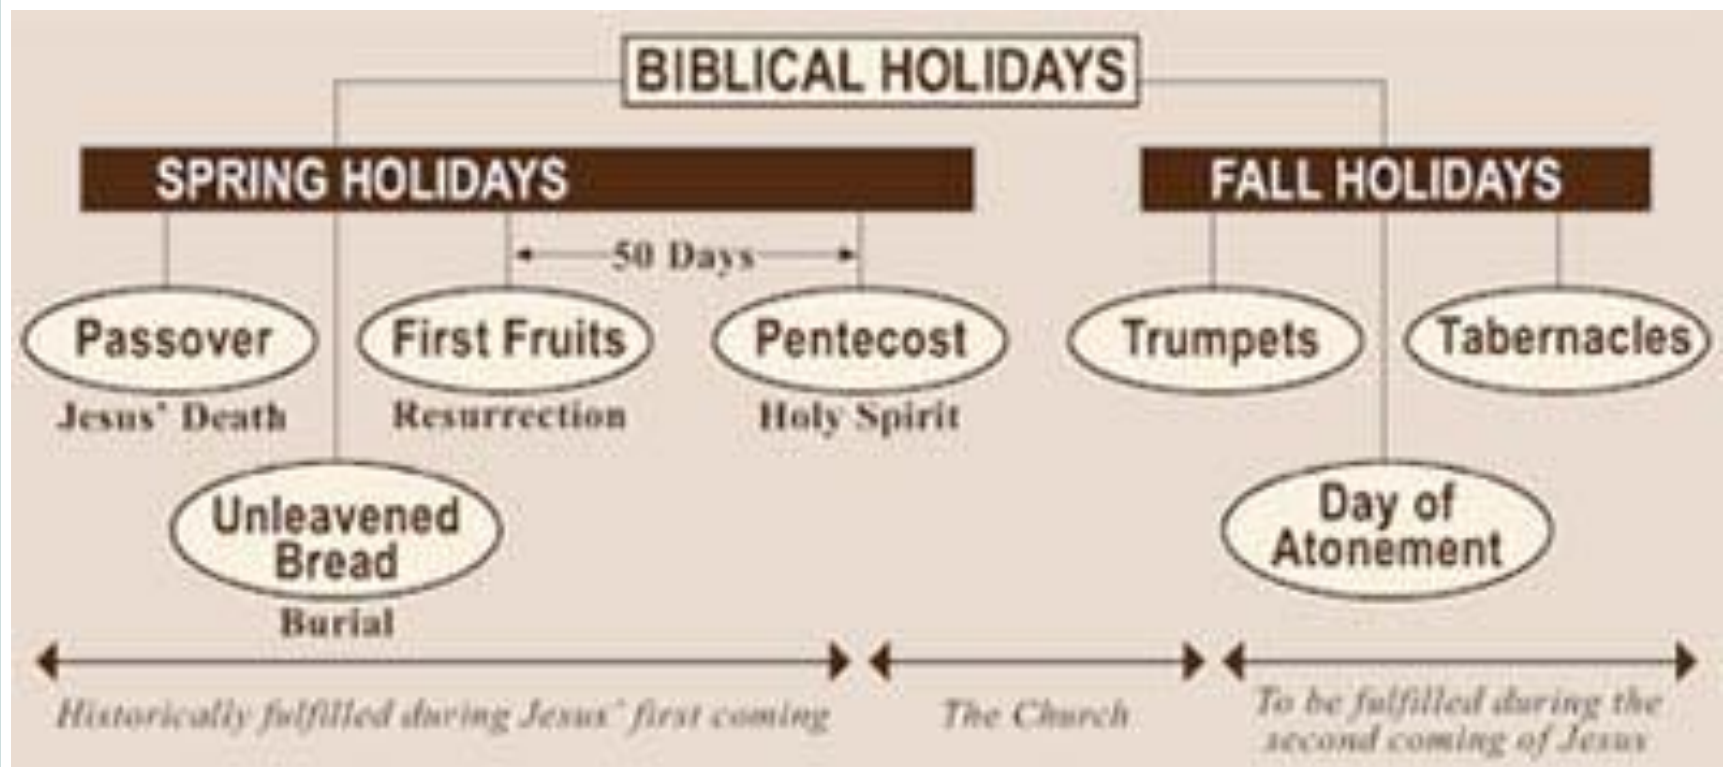 BIBLICAL HOLIDAYS
SPRING HOLIDAYS
FALL HOLIDAYS
50 Days
Passover
First Fruits
Pentecost
Trumpets
Tabernacles
Jesus' Death
Resurrection
Holy Spirit
Unleavened
Bread
Day of
Atonement
Burial
Historically fulfilled during Jesus' first coming
The Church
To be fulfilled during the
second coming of Jesus